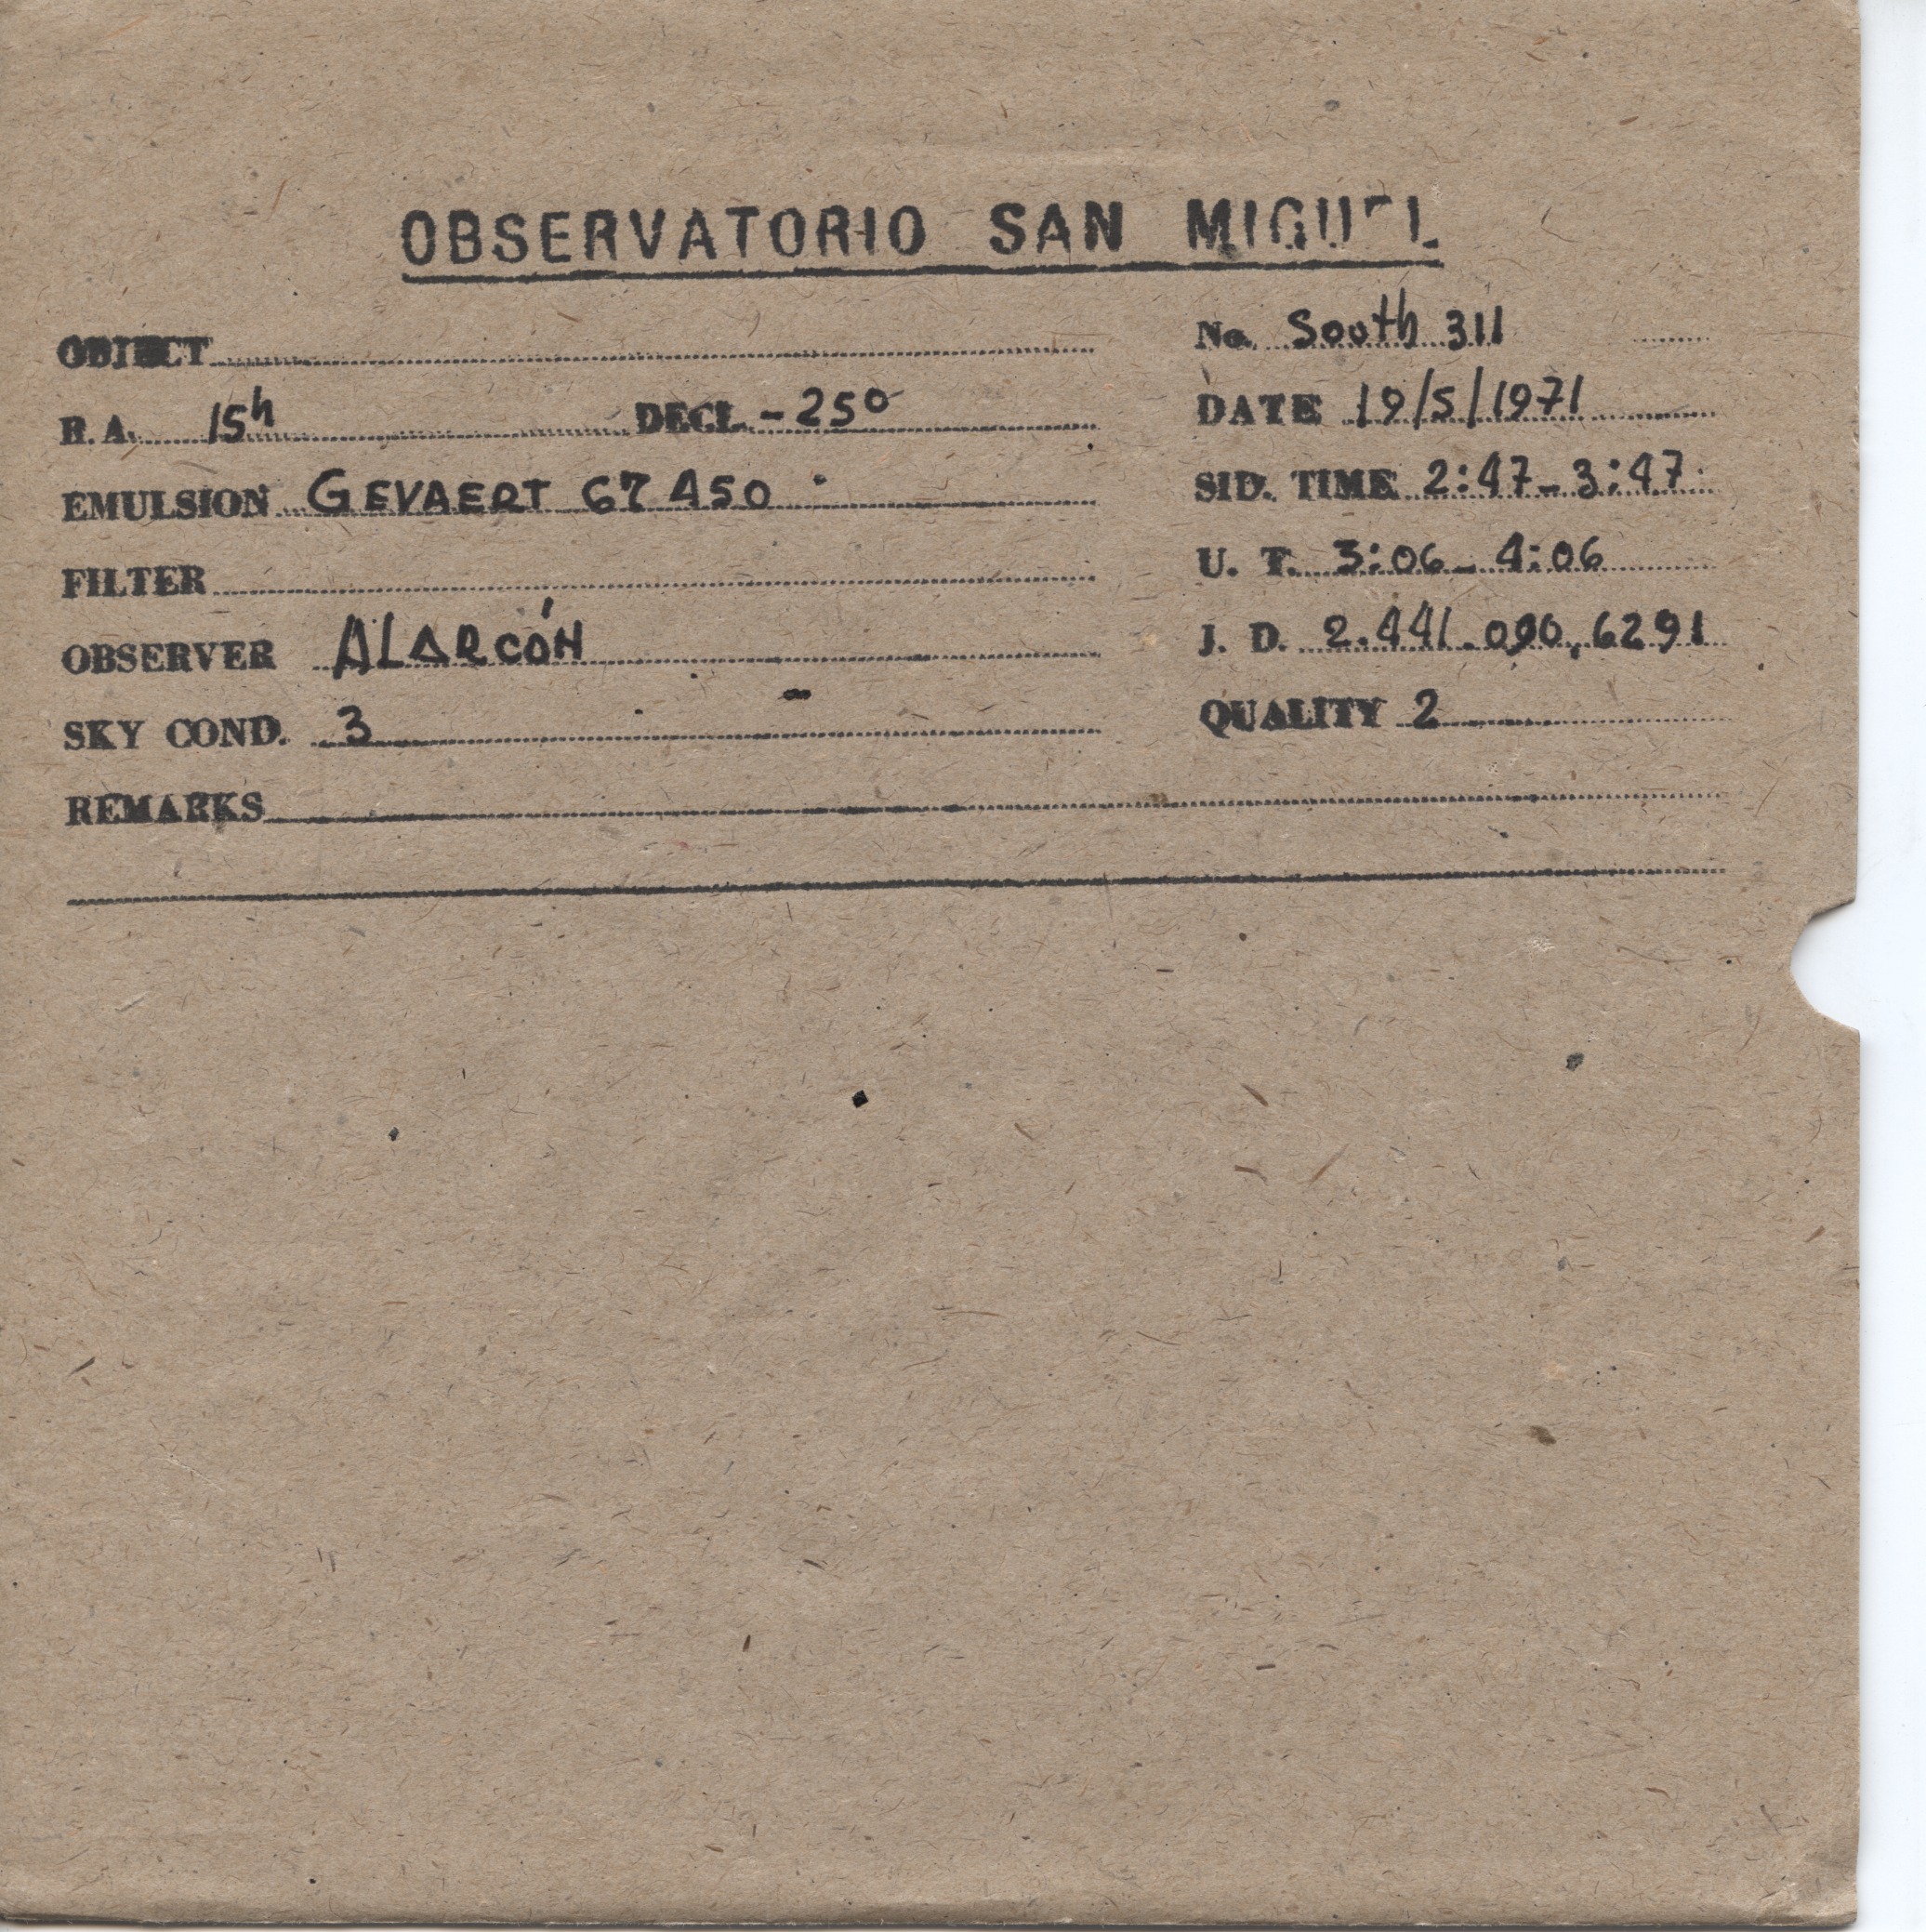 OBSERVATORIO SAN MIGUEL
OBJECT
No. South 311
R.A. 15h DECL. -25°
DATE 19/5/1971
EMULSION GEVAERT 67 A50
SID. TIME 2:47-3:47
FILTER
U. T. 3:06-4:06
OBSERVER ALARCÓN
J. D. 2.441.090,6291
SKY COND. 3
QUALITY 2
REMARKS